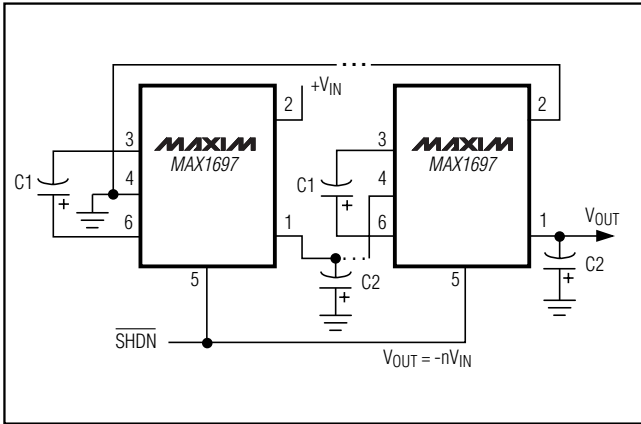 +V_IN
2
2
MAXIM
MAX1697
MAXIM
MAX1697
3
3
4
4
C1
C1
+
+
6
6
1
1
V_OUT
5
5
C2
C2
+
+
SHDN
V_OUT = -nV_IN
...
...